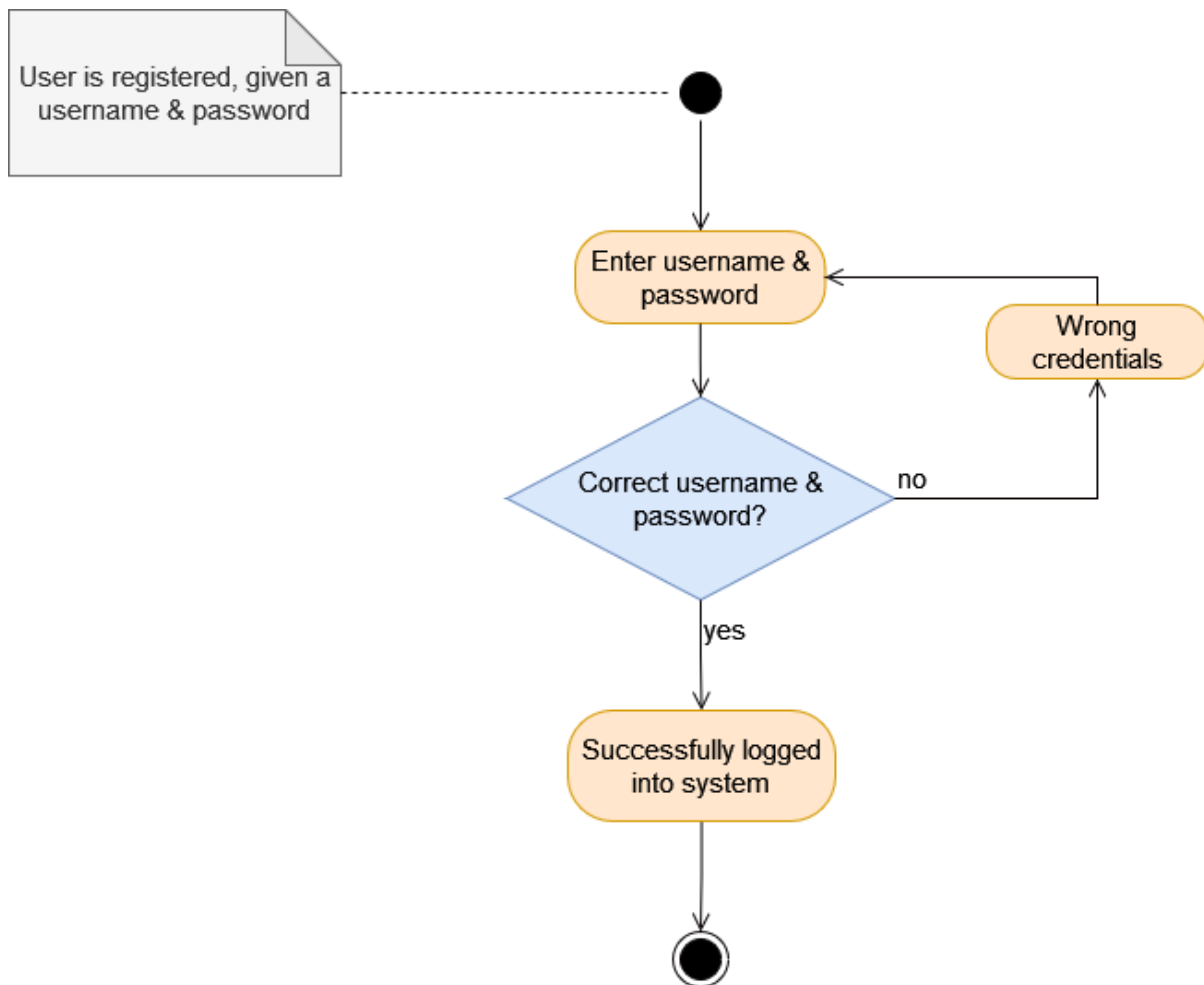 User is registered, given a
username & password
Enter username &
password
Wrong
credentials
Correct username &
password?
no
yes
Successfully logged
into system